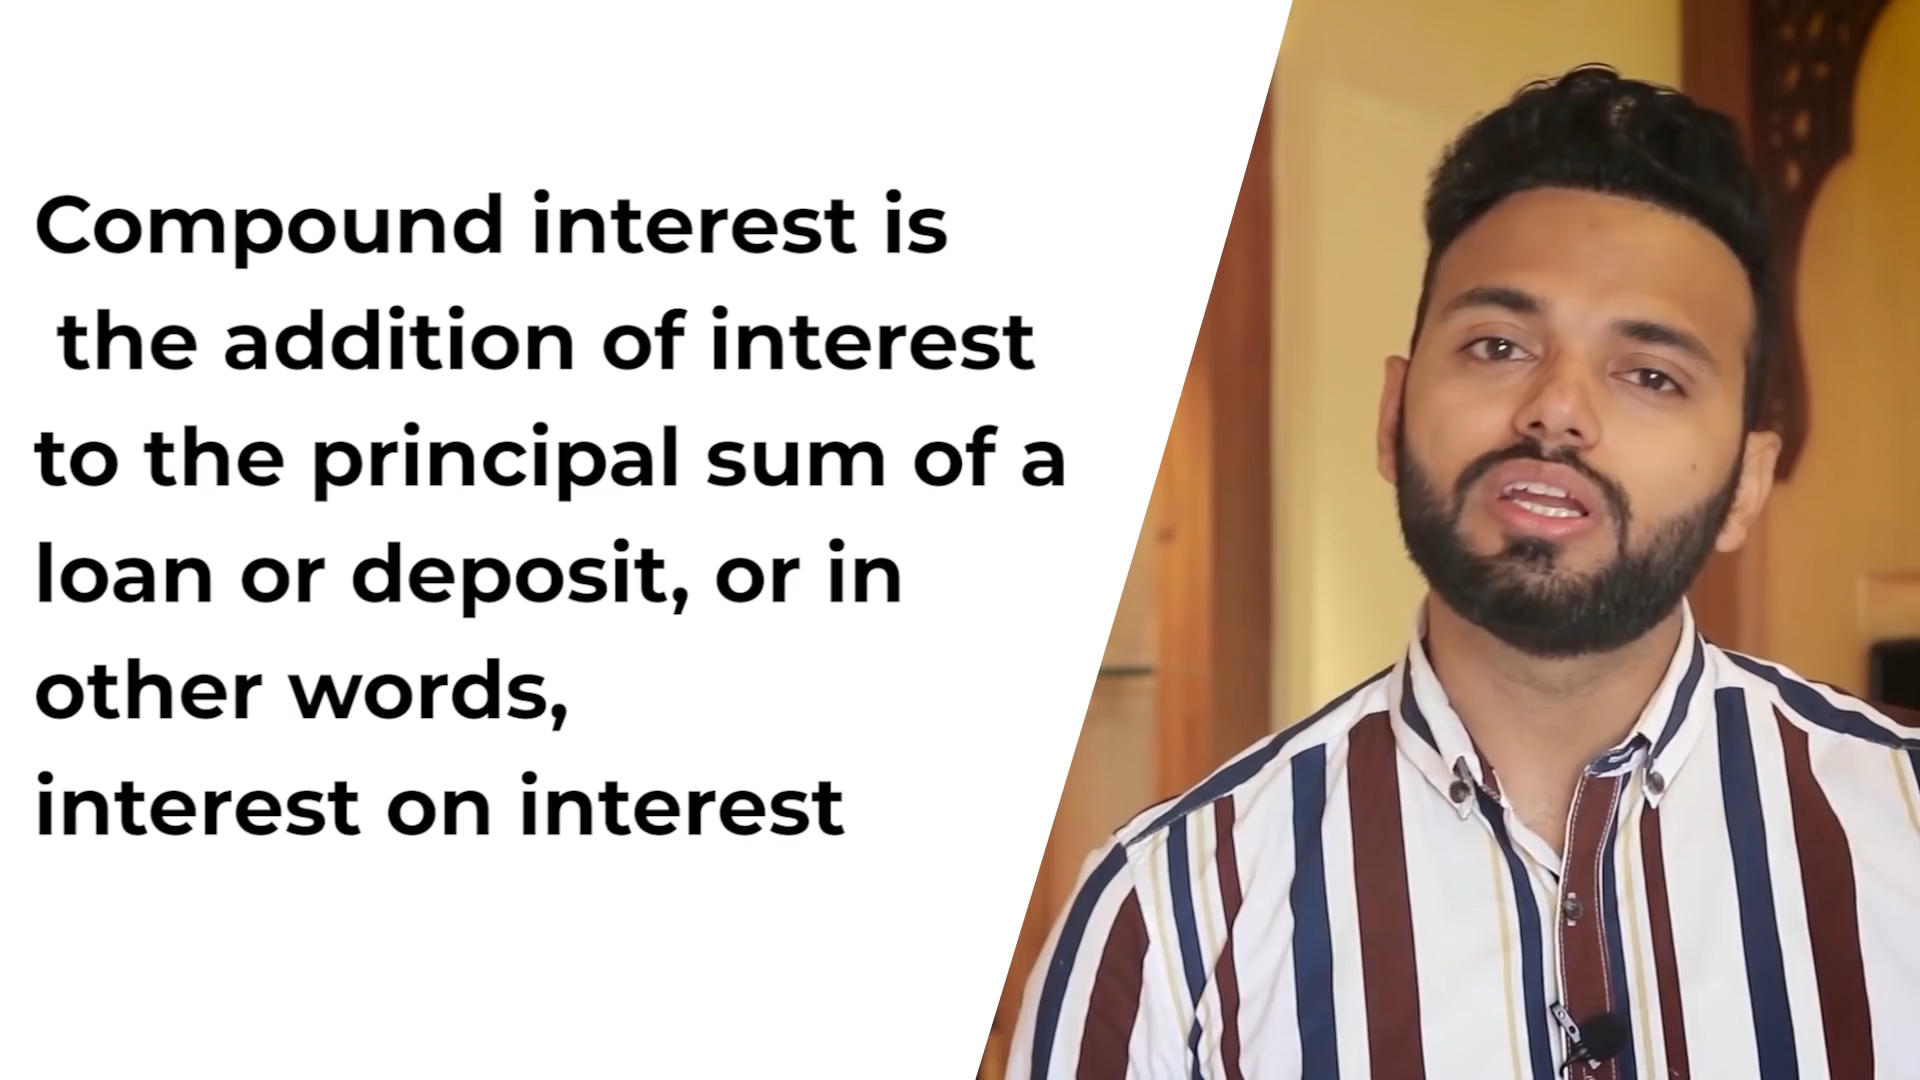 Compound interest is
the addition of interest
to the principal sum of a
loan or deposit, or in
other words,
interest on interest